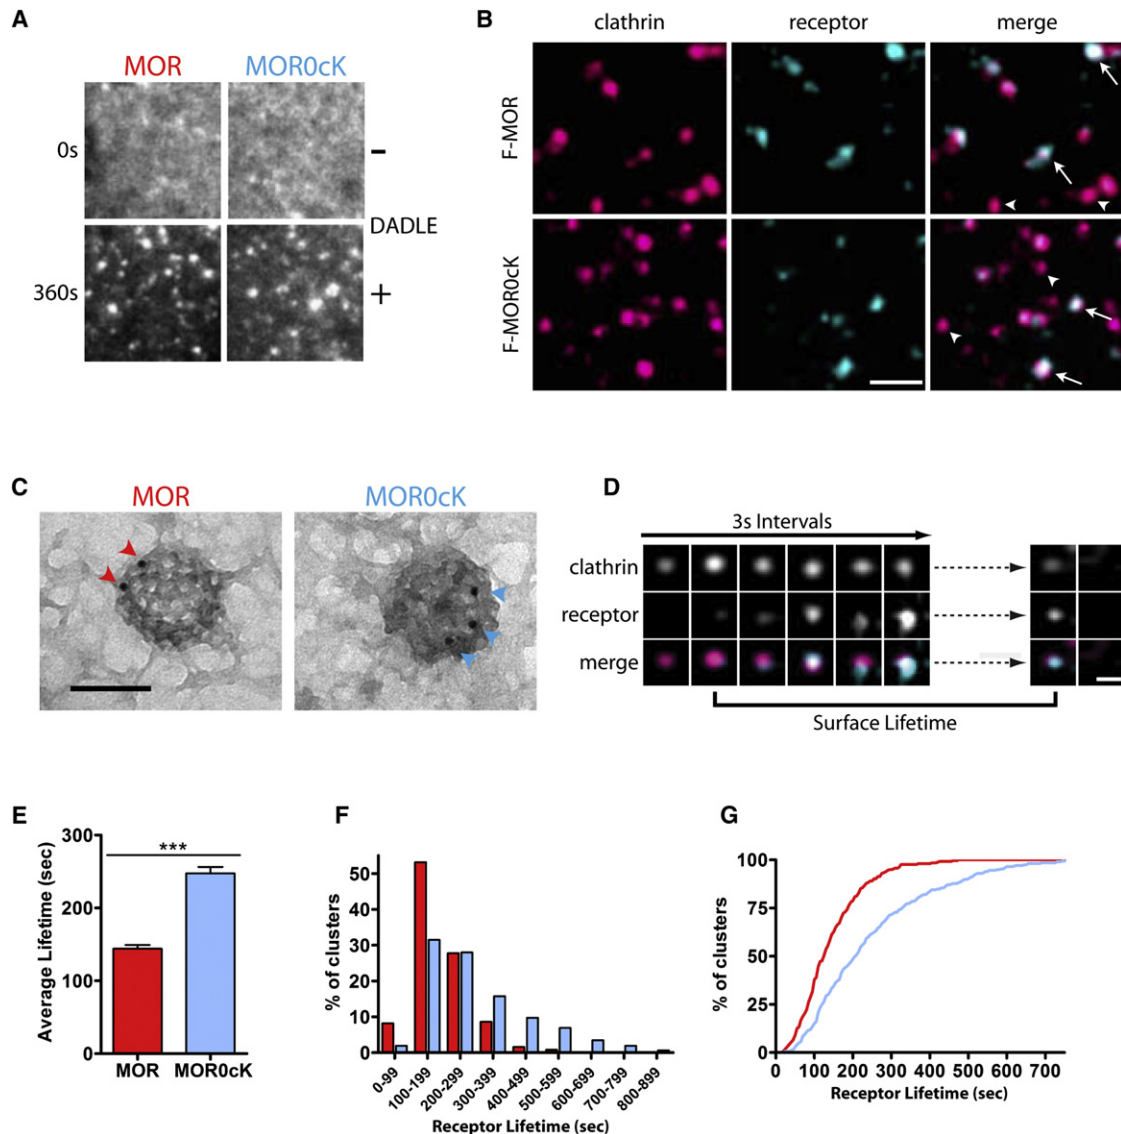 A
MOR MOR0cK
0s
-
DADLE
360s
+
B
clathrin receptor merge
F-MOR
F-MOR0cK
C
MOR MOR0cK
D
3s Intervals
clathrin
receptor
merge
Surface Lifetime
E
Average Lifetime (sec)
300
200
100
0
***
MOR MOR0cK
F
% of clusters
50
40
30
20
10
0
0-99 100-199 200-299 300-399 400-499 500-599 600-699 700-799 800-899
Receptor Lifetime (sec)
G
% of clusters
100
75
50
25
0
0 100 200 300 400 500 600 700
Receptor Lifetime (sec)